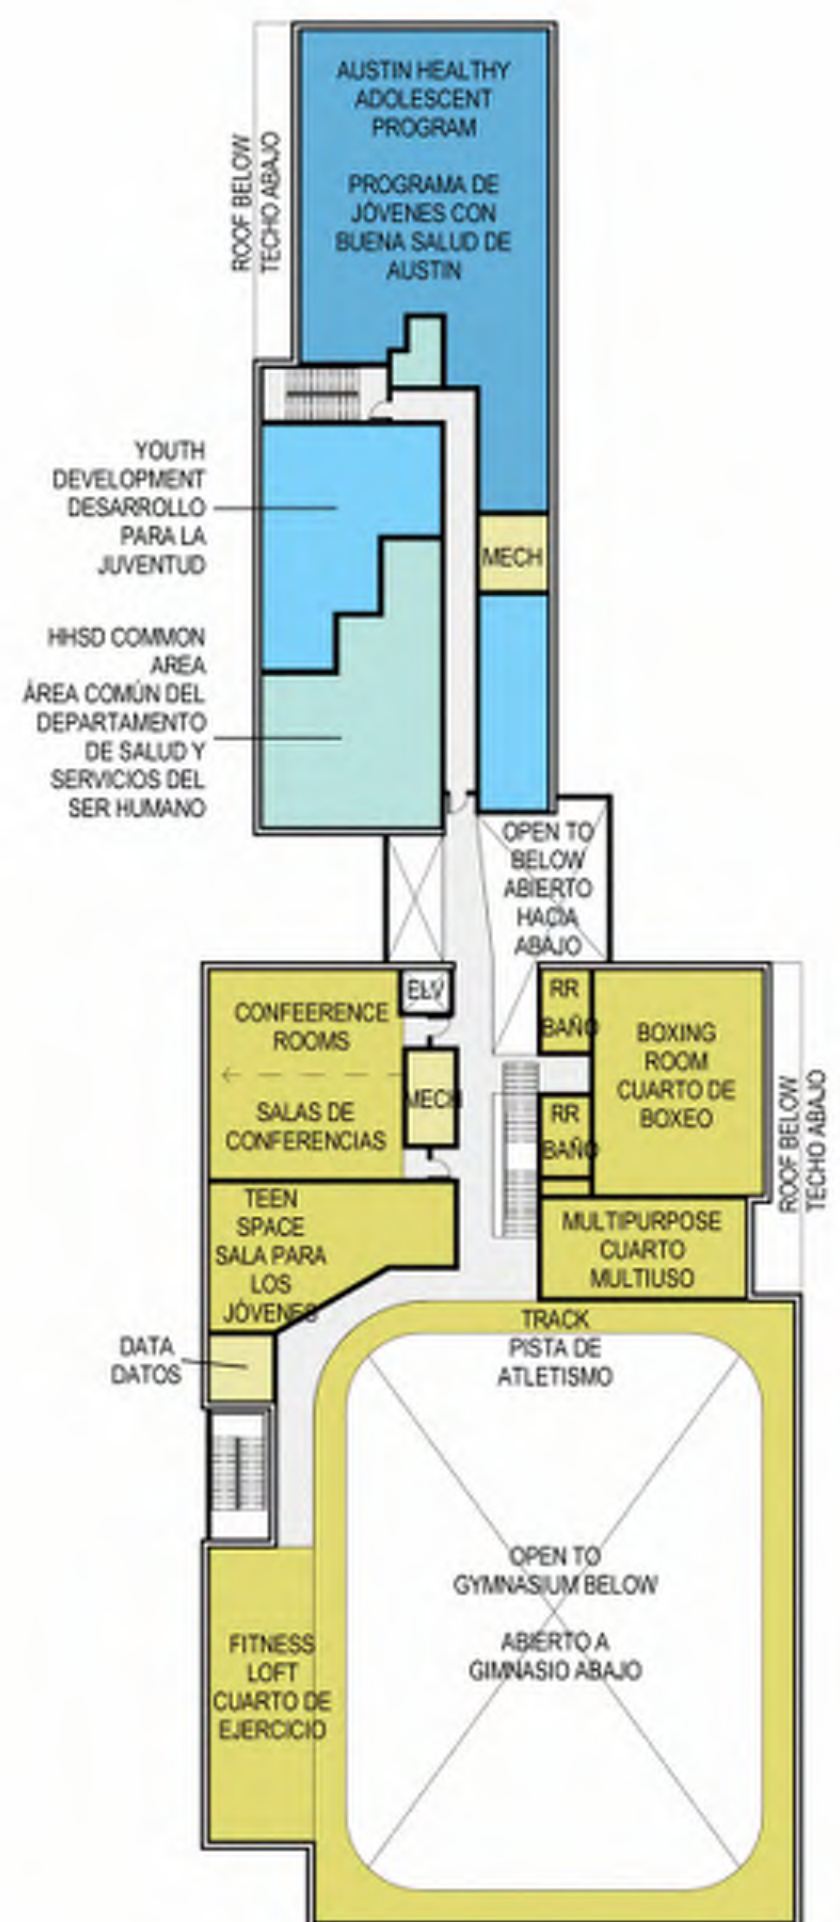 AUSTIN HEALTHY
ADOLESCENT
PROGRAM
PROGRAMA DE
JÓVENES CON
BUENA SALUD DE
AUSTIN
ROOF BELOW
TECHO ABAJO
YOUTH
DEVELOPMENT
DESARROLLO
PARA LA
JUVENTUD
MECH
HHSD COMMON
AREA
ÁREA COMÚN DEL
DEPARTAMENTO
DE SALUD Y
SERVICIOS DEL
SER HUMANO
OPEN TO
BELOW
ABIERTO
HACIA
ABAJO
ELV
CONFEERENCE
ROOMS
SALAS DE
CONFERENCIAS
MECH
RR
BAÑO
RR
BAÑO
BOXING
ROOM
CUARTO DE
BOXEO
ROOF BELOW
TECHO ABAJO
TEEN
SPACE
SALA PARA
LOS
JÓVENES
MULTIPURPOSE
CUARTO
MULTIUSO
DATA
DATOS
TRACK
PISTA DE
ATLETISMO
OPEN TO
GYMNASIUM BELOW
ABIERTO A
GIMNASIO ABAJO
FITNESS
LOFT
CUARTO DE
EJERCICIO